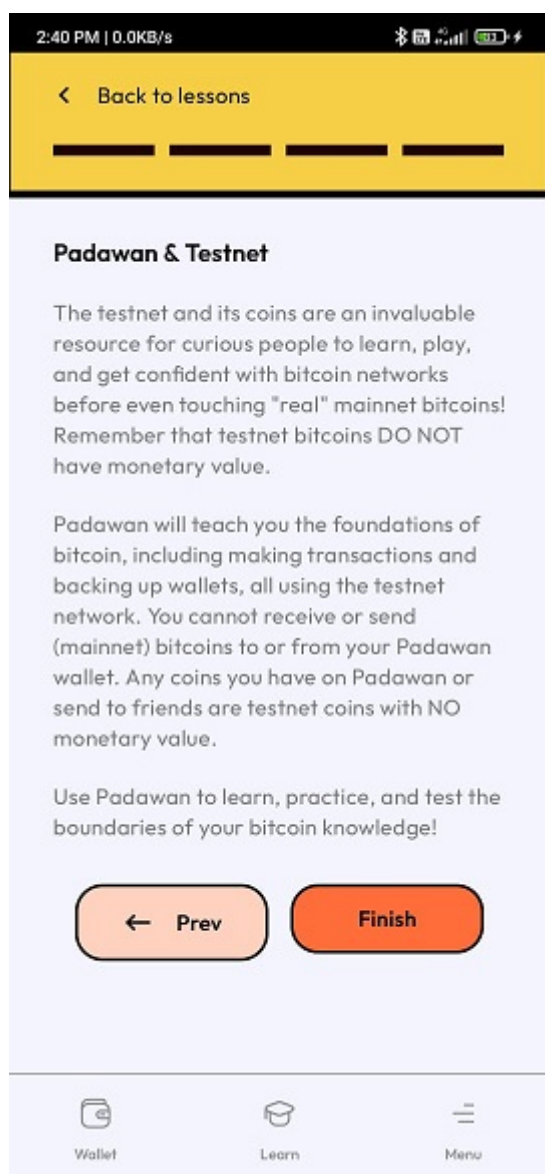 2:40 PM | 0.0KB/s
Back to lessons
Padawan & Testnet
The testnet and its coins are an invaluable
resource for curious people to learn, play,
and get confident with bitcoin networks
before even touching "real" mainnet bitcoins!
Remember that testnet bitcoins DO NOT
have monetary value.
Padawan will teach you the foundations of
bitcoin, including making transactions and
backing up wallets, all using the testnet
network. You cannot receive or send
(mainnet) bitcoins to or from your Padawan
wallet. Any coins you have on Padawan or
send to friends are testnet coins with NO
monetary value.
Use Padawan to learn, practice, and test the
boundaries of your bitcoin knowledge!
Prev
Finish
Wallet
Learn
Menu